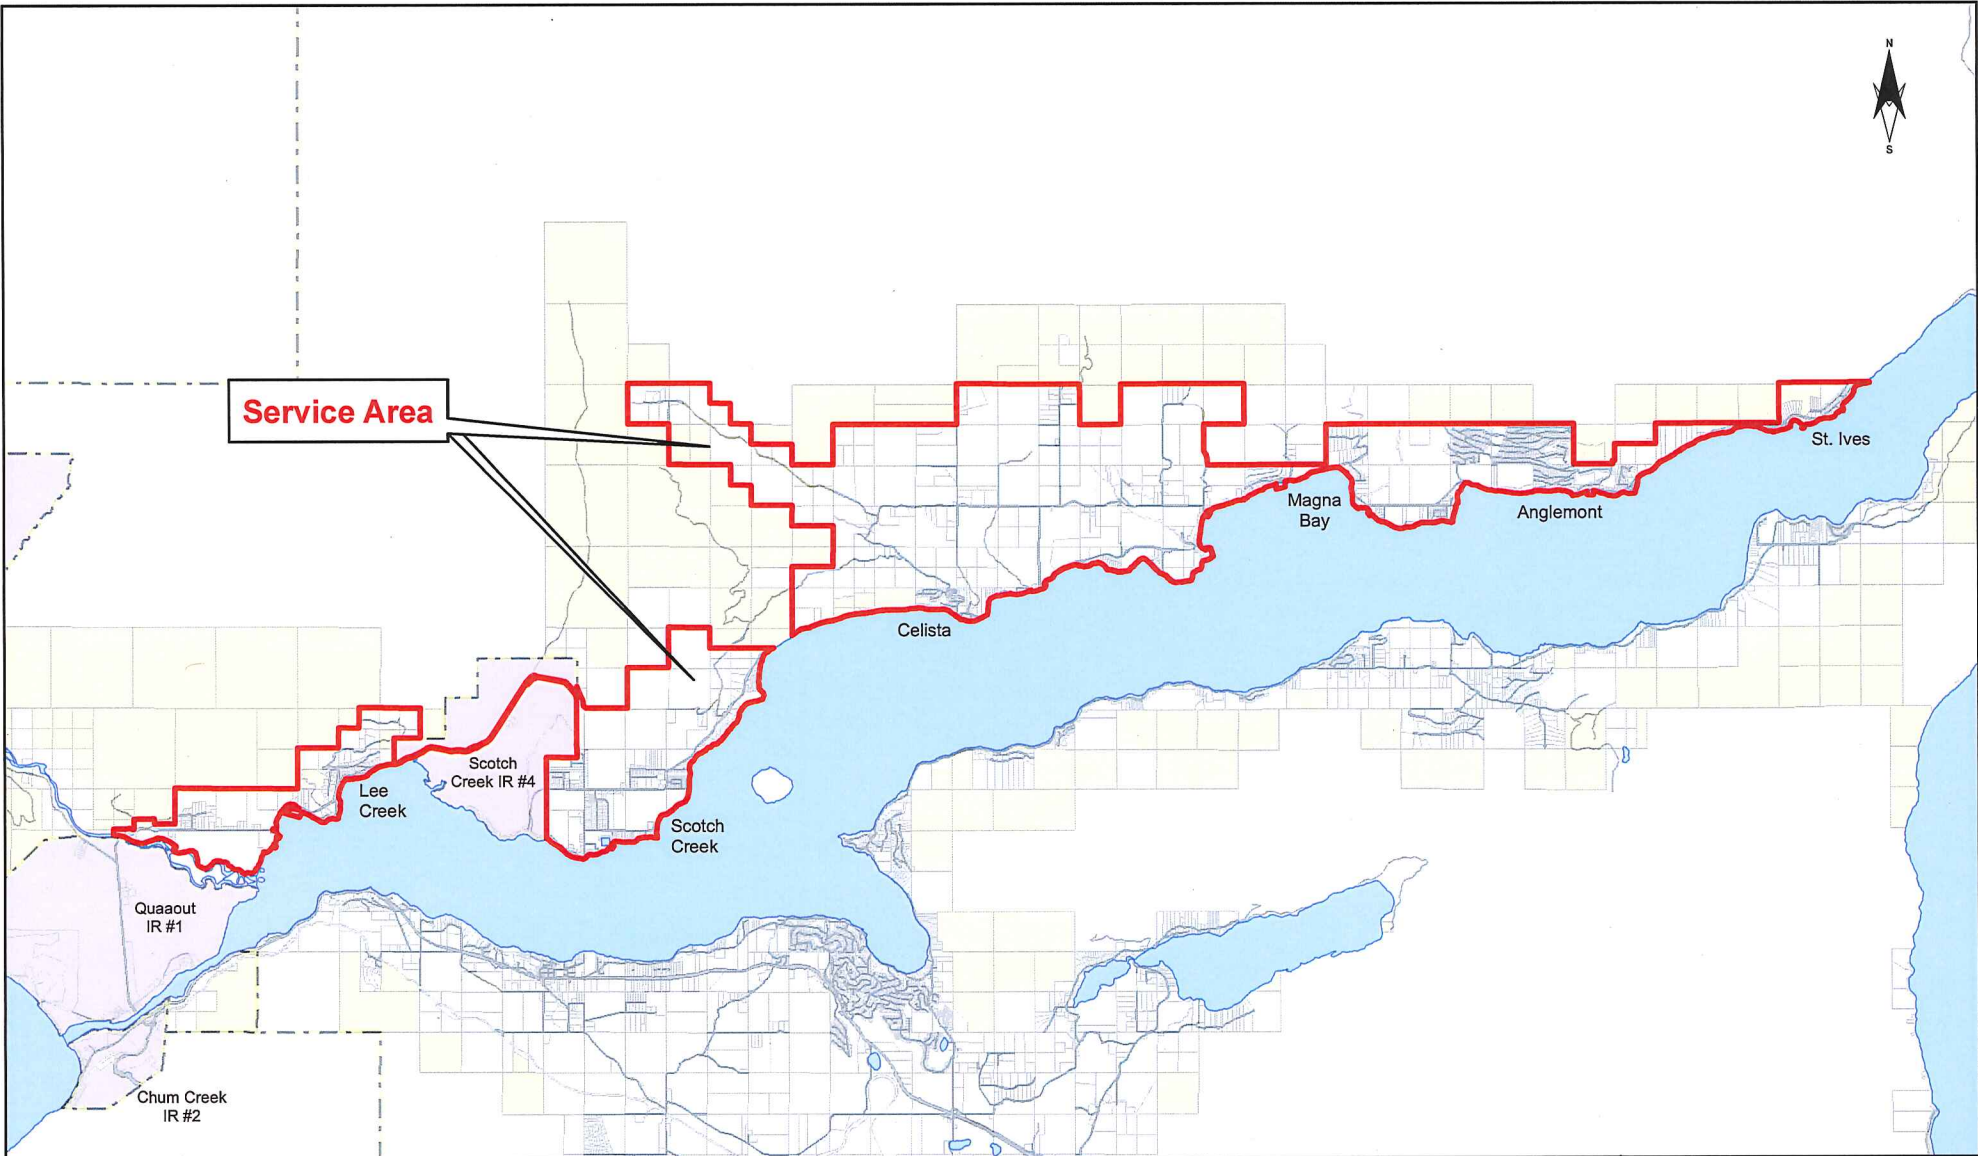 N
S
Service Area
St. Ives
Magna
Bay
Anglemont
Celista
Scotch
Creek IR #4
Lee
Creek
Scotch
Creek
Quaaout
IR #1
Chum Creek
IR #2